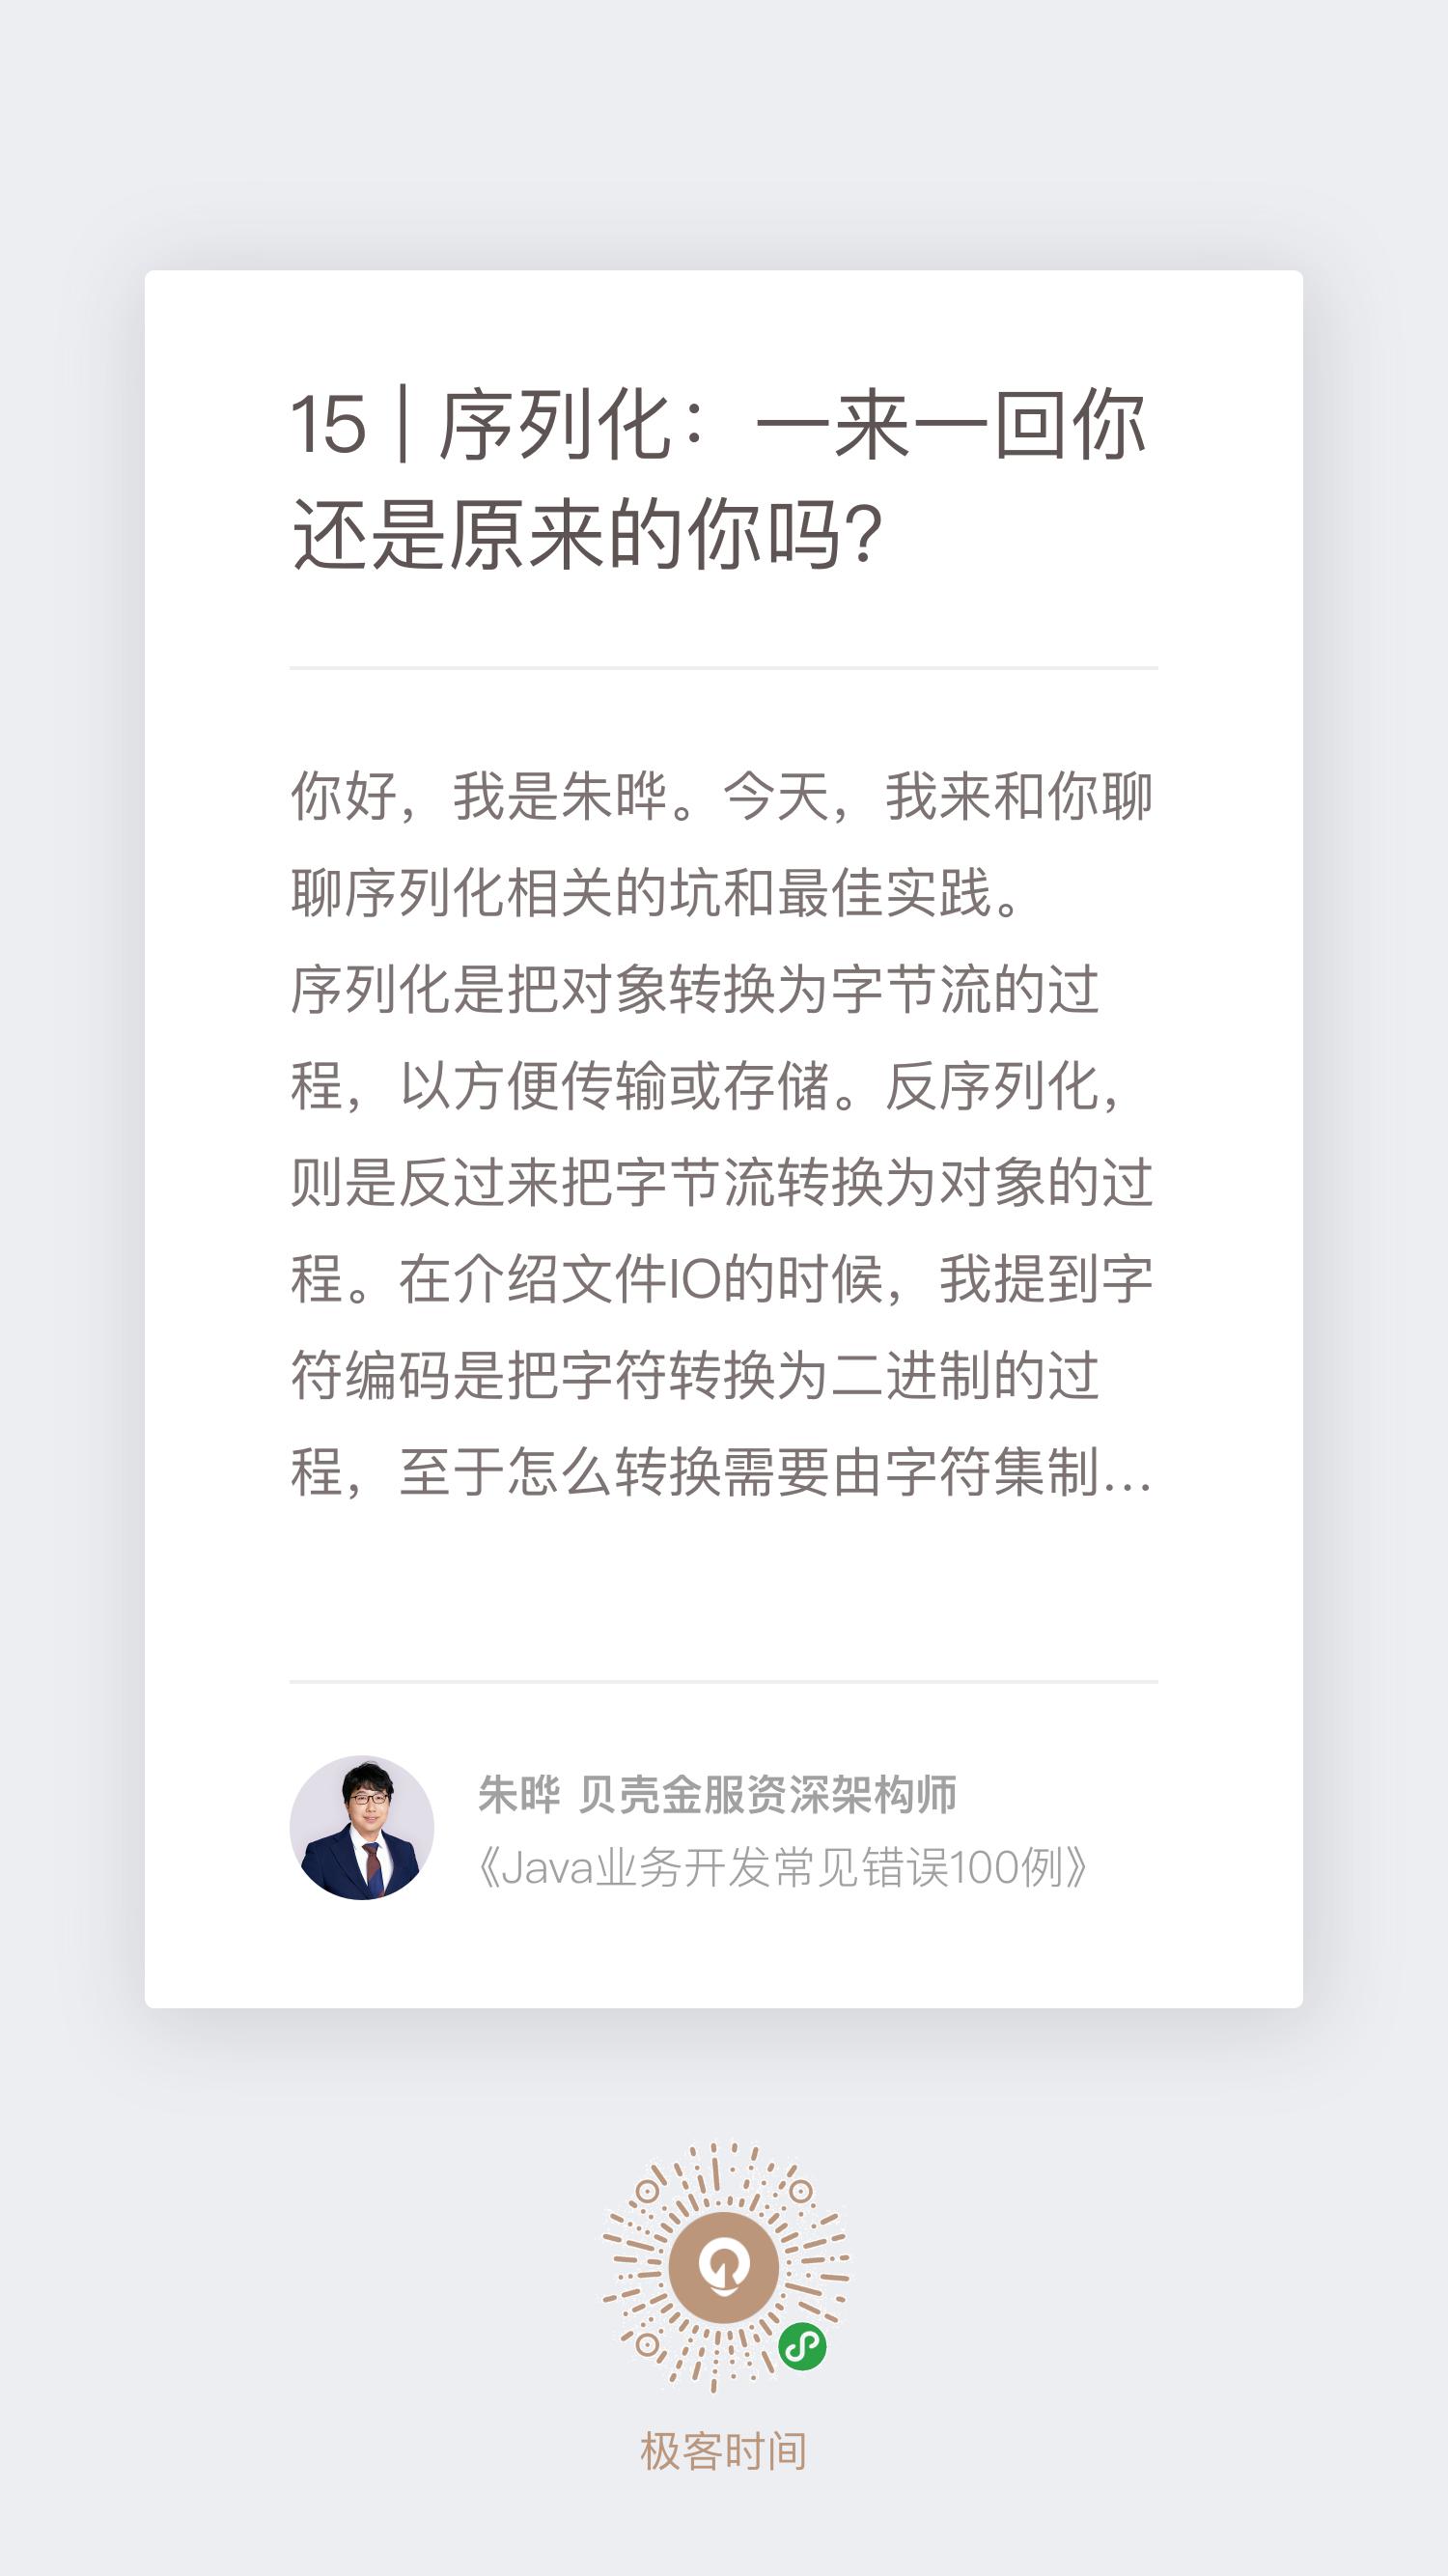 15 | 序列化：一来一回你
还是原来的你吗?
你好，我是朱晔。今天，我来和你聊
聊序列化相关的坑和最佳实践。
序列化是把对象转换为字节流的过
程，以方便传输或存储。反序列化，
则是反过来把字节流转换为对象的过
程。在介绍文件IO的时候，我提到字
符编码是把字符转换为二进制的过
程，至于怎么转换需要由字符集制...
朱晔 贝壳金服资深架构师
《Java业务开发常见错误100例》
极客时间